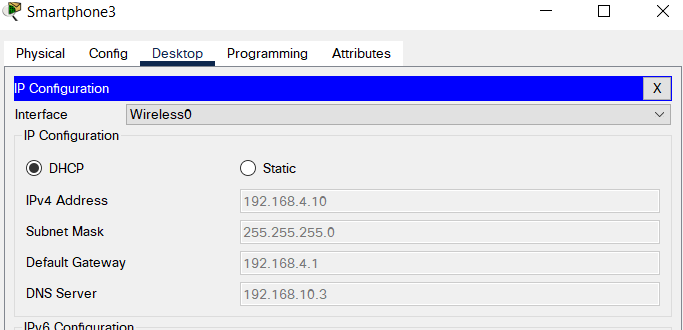 Smartphone3
Physical Config Desktop Programming Attributes
IP Configuration X
Interface Wireless0
IP Configuration
DHCP Static
IPv4 Address 192.168.4.10
Subnet Mask 255.255.255.0
Default Gateway 192.168.4.1
DNS Server 192.168.10.3
IPv6 Configuration